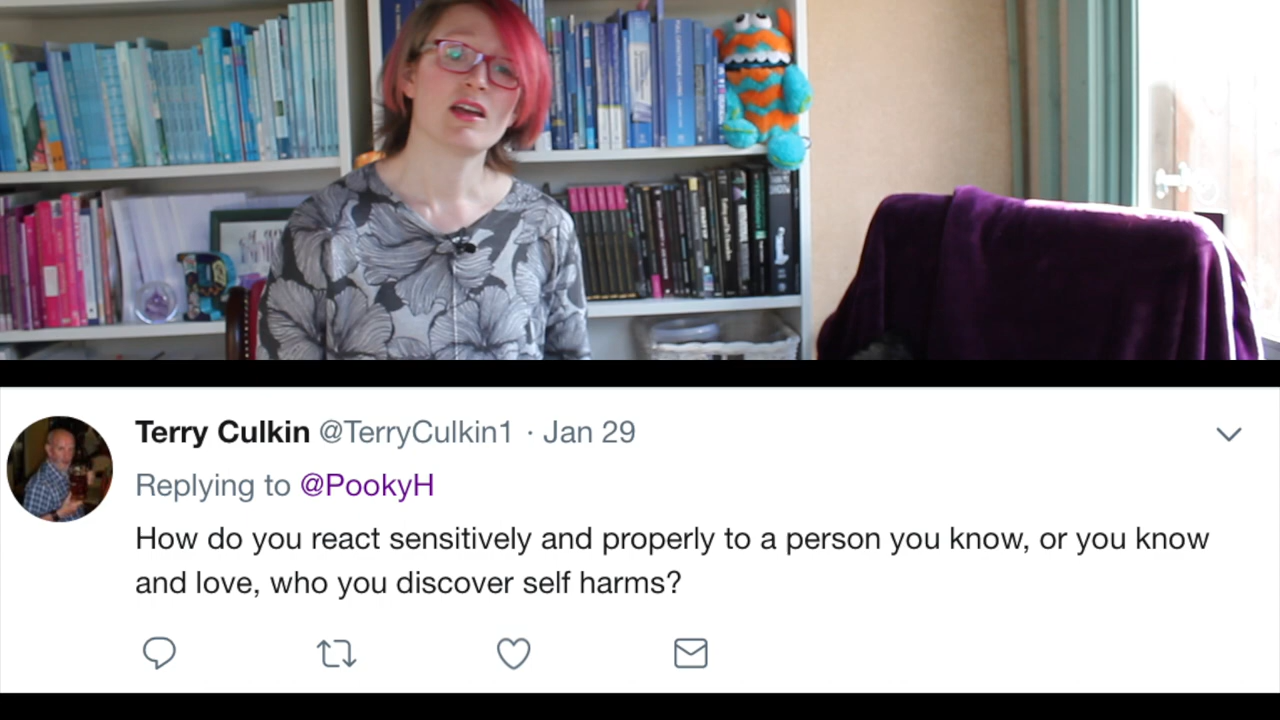 Terry Culkin @TerryCulkin1 · Jan 29
Replying to @PookyH
How do you react sensitively and properly to a person you know, or you know
and love, who you discover self harms?